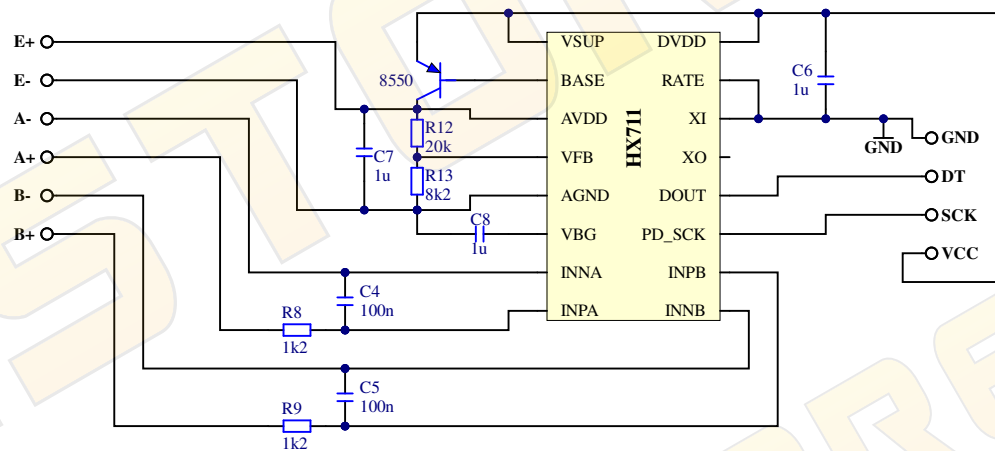 E+
E-
A-
A+
B-
B+
8550
C7
1u
R12
20k
R13
8k2
C8
1u
R8
1k2
C4
100n
R9
1k2
C5
100n
VSUP
BASE
AVDD
VFB
AGND
VBG
INNA
INPA
HX711
DVDD
RATE
XI
XO
DOUT
PD_SCK
INPB
INNB
C6
1u
GND
GND
DT
SCK
VCC